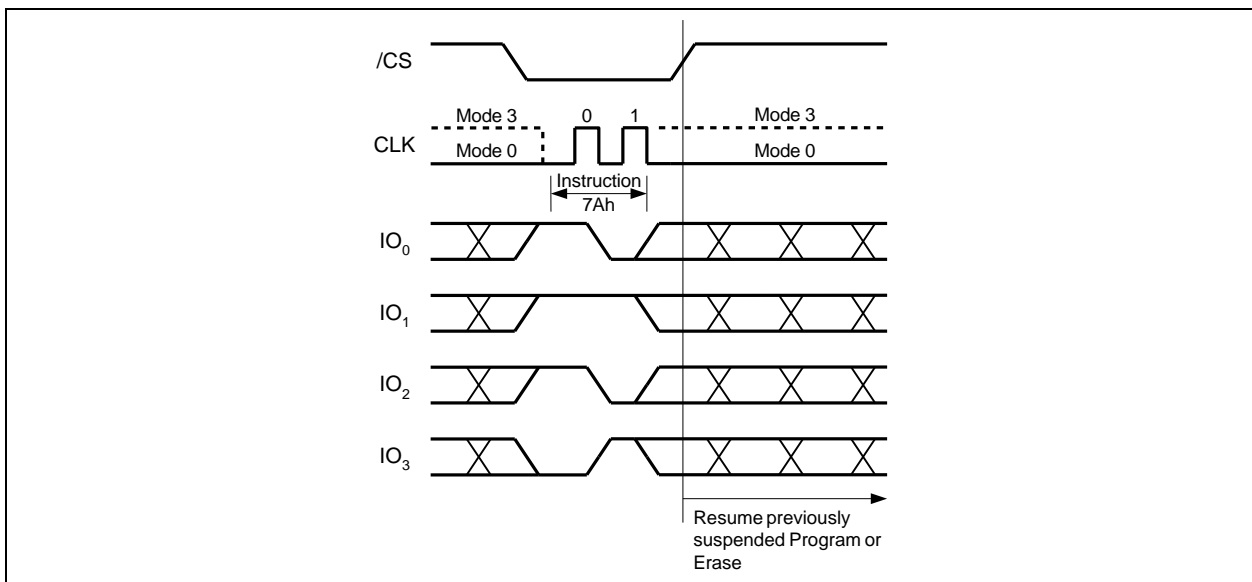 /CS
Mode 3 0 1 Mode 3
CLK
Mode 0 Mode 0
Instruction
7Ah
IO0
IO1
IO2
IO3
Resume previously
suspended Program or
Erase